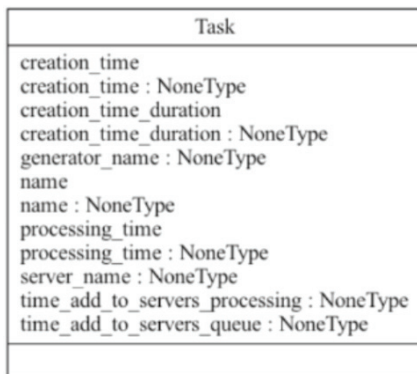 Task
creation_time
creation_time : NoneType
creation_time_duration
creation_time_duration : NoneType
generator_name : NoneType
name
name : NoneType
processing_time
processing_time : NoneType
server_name : NoneType
time_add_to_servers_processing : NoneType
time_add_to_servers_queue : NoneType